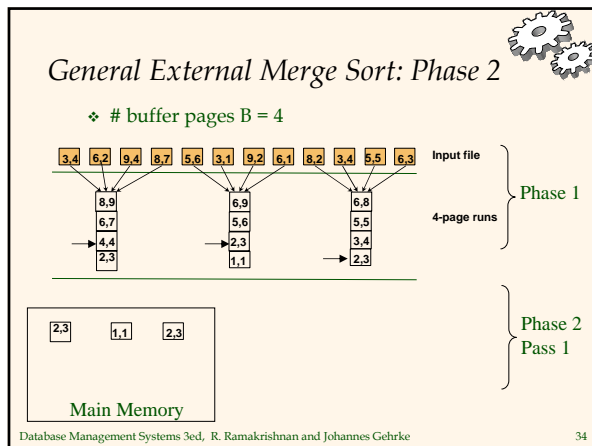 General External Merge Sort: Phase 2
❖ # buffer pages B = 4
3,4 6,2 9,4 8,7 5,6 3,1 9,2 6,1 8,2 3,4 5,5 6,3 Input file
Phase 1
8,9 6,9 6,8
6,7 5,6 5,5 4-page runs
4,4 2,3 3,4
2,3 1,1 2,3
Phase 2
Pass 1
2,3 1,1 2,3
Main Memory
Database Management Systems 3ed, R. Ramakrishnan and Johannes Gehrke 34